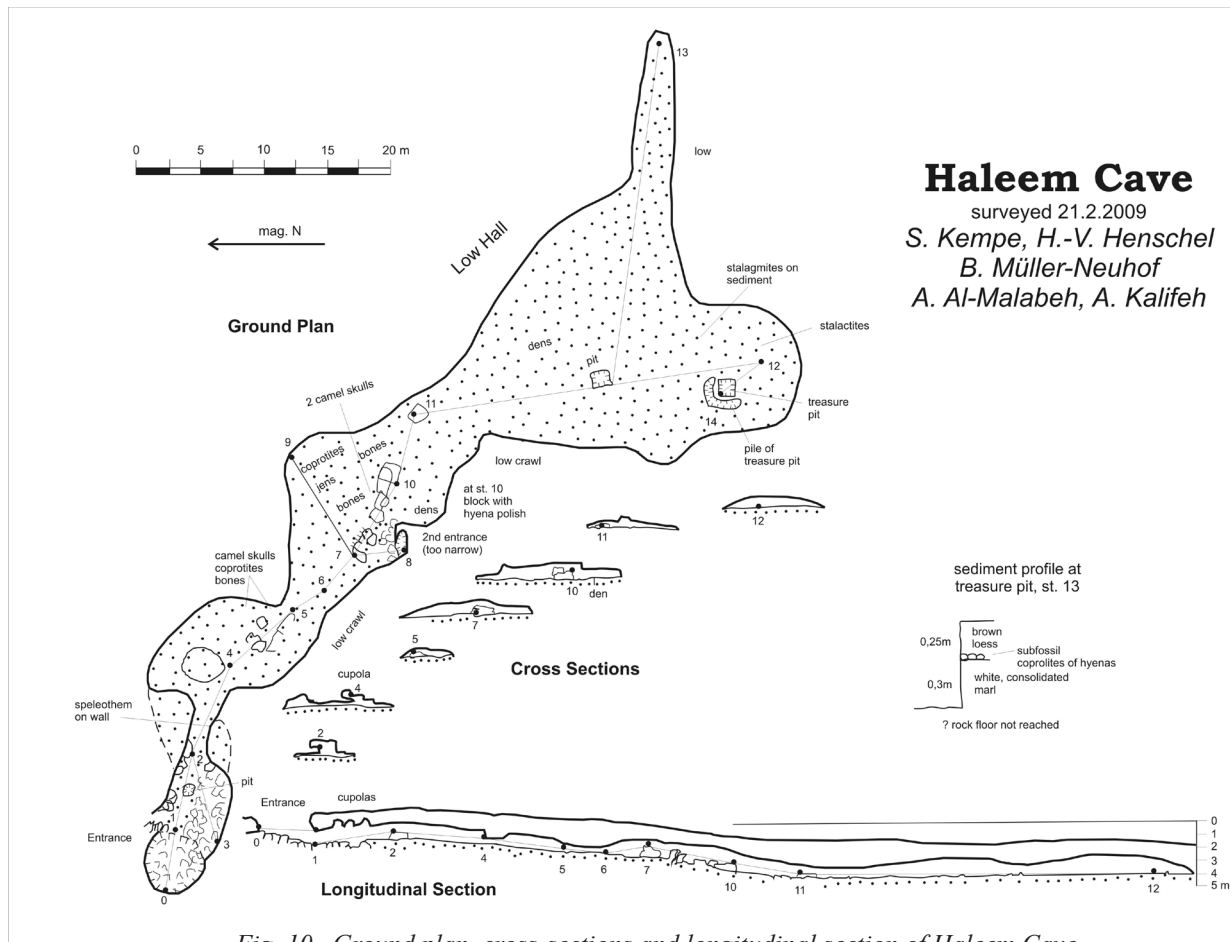 13
0 5 10 15 20 m
low
mag. N
Low Hall
Haleem Cave
surveyed 21.2.2009
S. Kempe, H.-V. Henschel
B. Müller-Neuhof
A. Al-Malabeh, A. Kalifeh
Ground Plan
stalagmites on
sediment
stalactites
dens
pit
12
treasure
pit
14
pile of
treasure pit
2 camel skulls
11
9
coprotites
bones
jens
bones
10
dens
low crawl
at st. 10
block with
hyena polish
2nd entrance
(too narrow)
7
8
6
5
camel skulls
coprotites
bones
4
low crawl
speleothem
on wall
2
pit
Entrance
3
0
12
11
10
den
7
5
Cross Sections
cupola
4
2
sediment profile at
treasure pit, st. 13
0,25m
brown
loess
subfossil
coprolites of hyenas
0,3m
white, consolidated
marl
? rock floor not reached
Entrance
cupolas
0 1 2 4 5 6 7 10 11 12
0
1
2
3
4
5 m
Longitudinal Section
Fig. 10 Ground plan, cross sections and longitudinal section of Haleem Cave